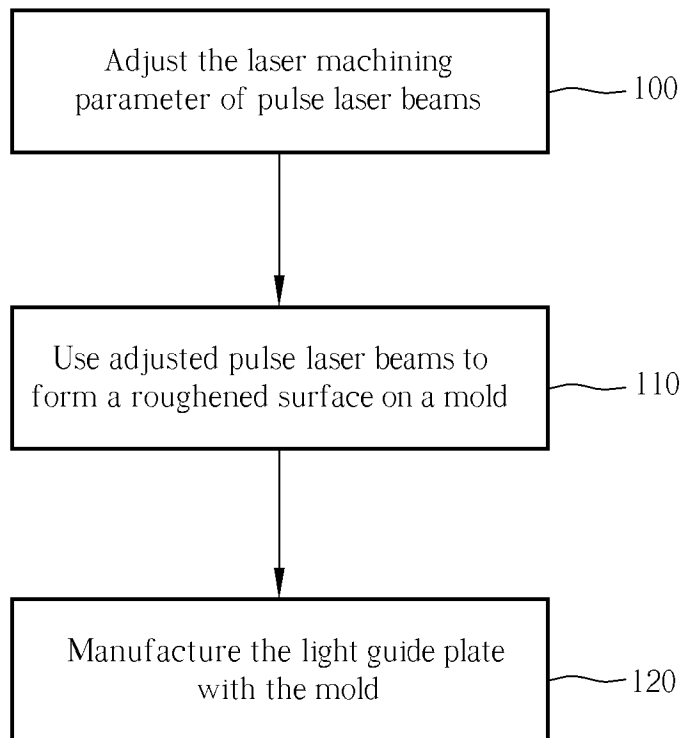 Adjust the laser machining
parameter of pulse laser beams
100
Use adjusted pulse laser beams to
form a roughened surface on a mold
110
Manufacture the light guide plate
with the mold
120